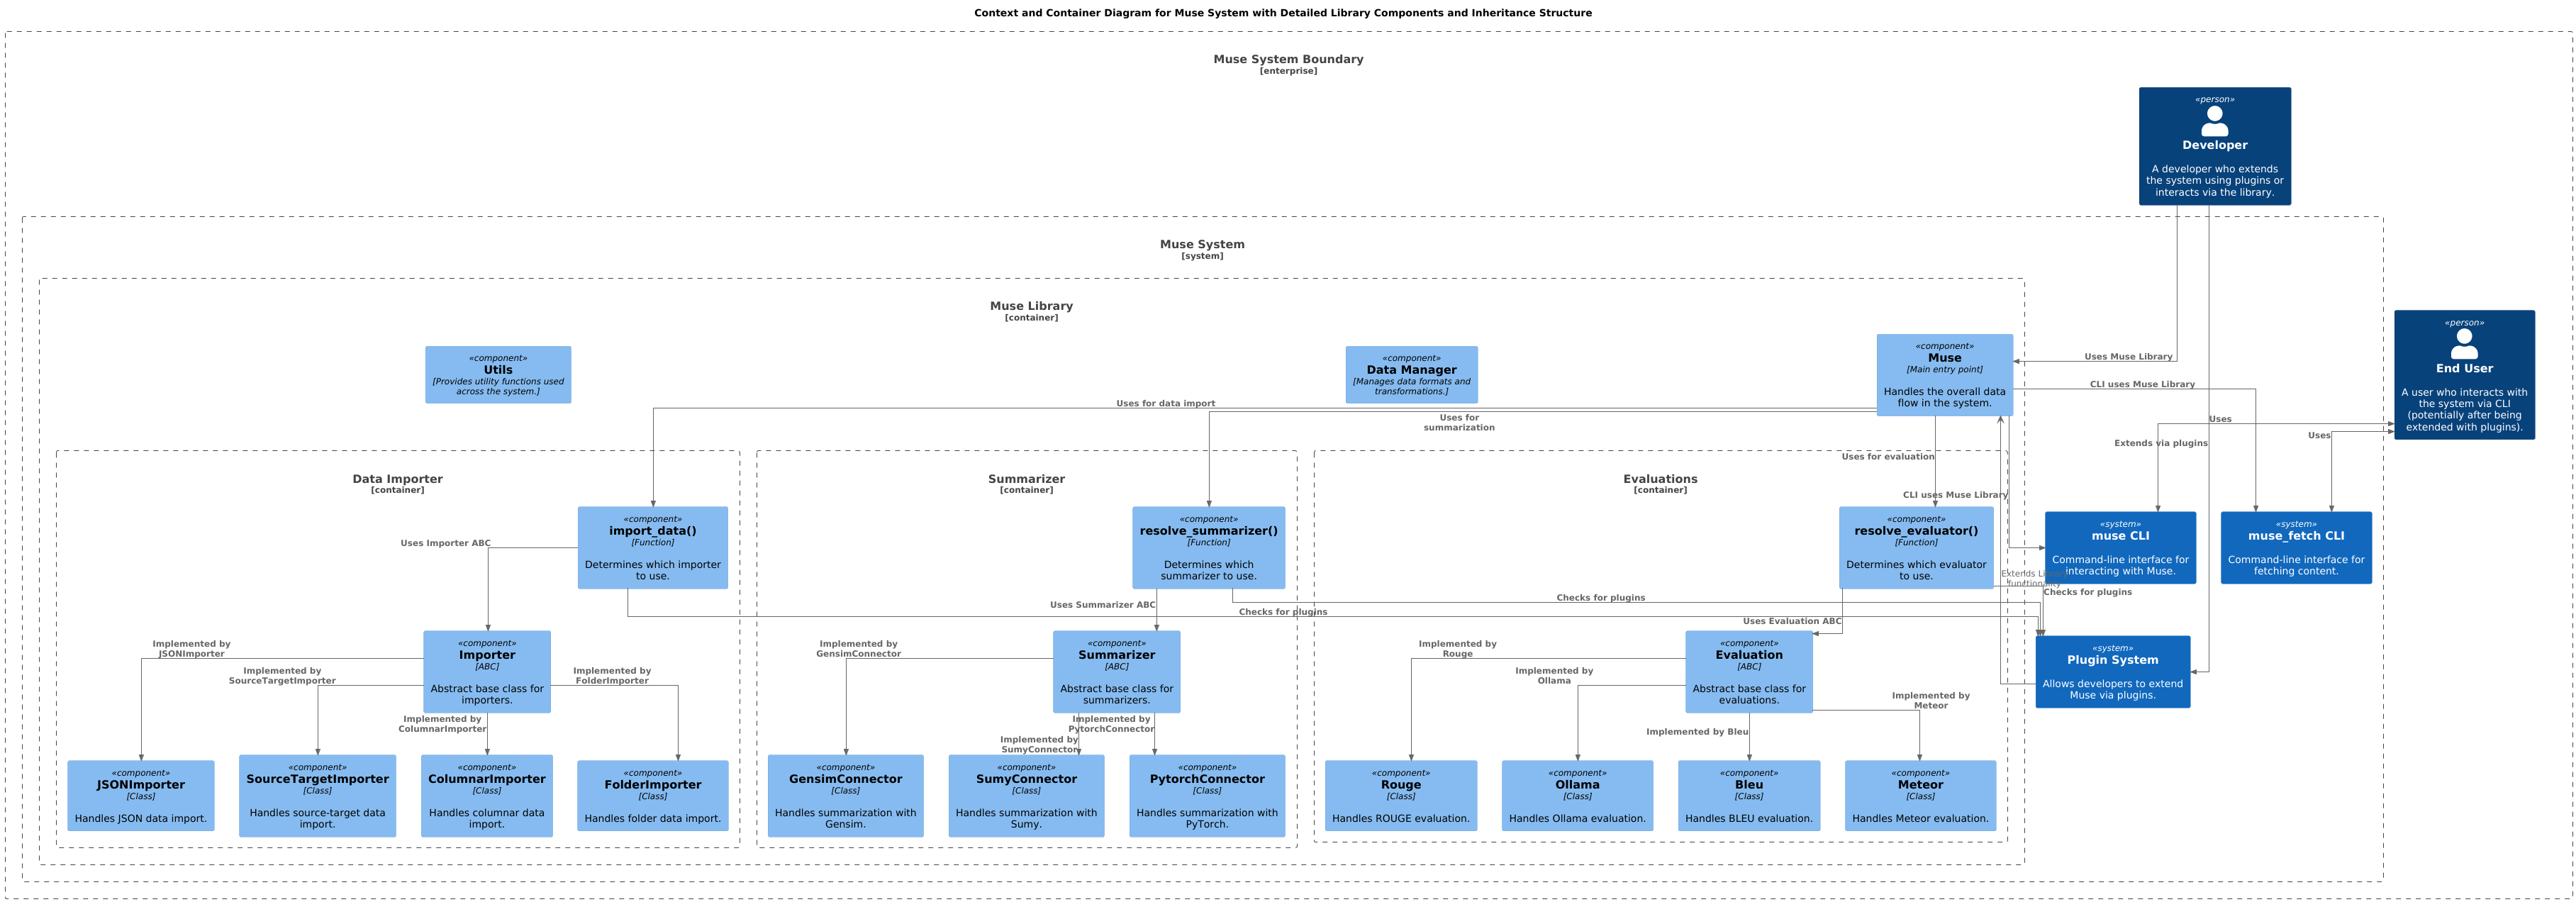 Context and Container Diagram for Muse System with Detailed Library Components and Inheritance Structure
Muse System Boundary
[enterprise]
«person»
Developer
A developer who extends
the system using plugins or
interacts via the library.
Muse System
[system]
Muse Library
[container]
«person»
End User
A user who interacts with
the system via CLI
(potentially after being
extended with plugins).
«component»
Utils
[Provides utility functions used
across the system.]
«component»
Data Manager
[Manages data formats and
transformations.]
«component»
Muse
[Main entry point]
Handles the overall data
flow in the system.
Uses Muse Library
CLI uses Muse Library
Uses for data import
Uses for
summarization
Uses
Uses
Extends via plugins
Uses for evaluation
CLI uses Muse Library
Data Importer
[container]
Summarizer
[container]
Evaluations
[container]
«component»
import_data()
[Function]
Determines which importer
to use.
«component»
resolve_summarizer()
[Function]
Determines which
summarizer to use.
«component»
resolve_evaluator()
[Function]
Determines which evaluator
to use.
«system»
muse CLI
Command-line interface for
interacting with Muse.
«system»
muse_fetch CLI
Command-line interface for
fetching content.
Uses Importer ABC
Uses Summarizer ABC
Checks for plugins
Checks for plugins
Uses Evaluation ABC
Extends Library
functionality
Checks for plugins
«component»
Importer
[ABC]
Abstract base class for
importers.
«component»
Summarizer
[ABC]
Abstract base class for
summarizers.
«component»
Evaluation
[ABC]
Abstract base class for
evaluations.
«system»
Plugin System
Allows developers to extend
Muse via plugins.
Implemented by
JSONImporter
Implemented by
SourceTargetImporter
Implemented by
ColumnarImporter
Implemented by
FolderImporter
Implemented by
GensimConnector
Implemented by
SumyConnector
Implemented by
PytorchConnector
Implemented by
Rouge
Implemented by
Ollama
Implemented by Bleu
Implemented by
Meteor
«component»
JSONImporter
[Class]
Handles JSON data import.
«component»
SourceTargetImporter
[Class]
Handles source-target data
import.
«component»
ColumnarImporter
[Class]
Handles columnar data
import.
«component»
FolderImporter
[Class]
Handles folder data import.
«component»
GensimConnector
[Class]
Handles summarization with
Gensim.
«component»
SumyConnector
[Class]
Handles summarization with
Sumy.
«component»
PytorchConnector
[Class]
Handles summarization with
PyTorch.
«component»
Rouge
[Class]
Handles ROUGE evaluation.
«component»
Ollama
[Class]
Handles Ollama evaluation.
«component»
Bleu
[Class]
Handles BLEU evaluation.
«component»
Meteor
[Class]
Handles Meteor evaluation.